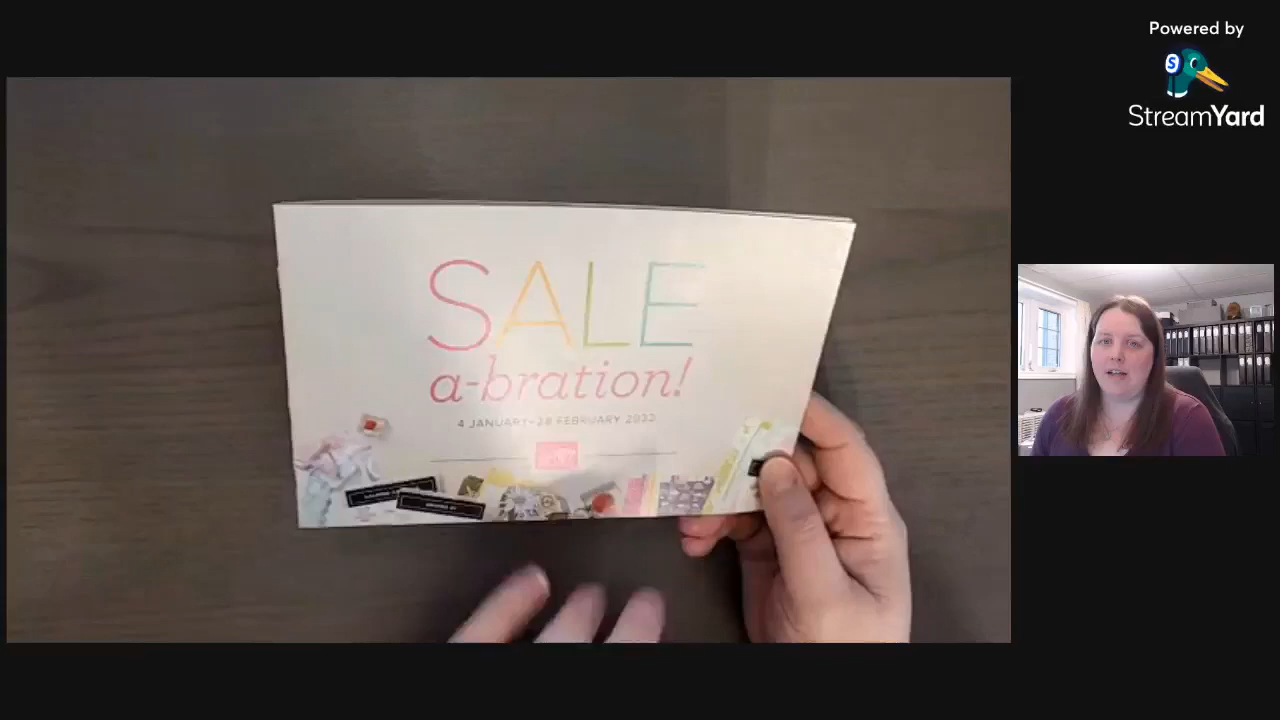 Powered by
S
StreamYard
SALE
a-bration!
4 JANUARY–28 FEBRUARY 2022